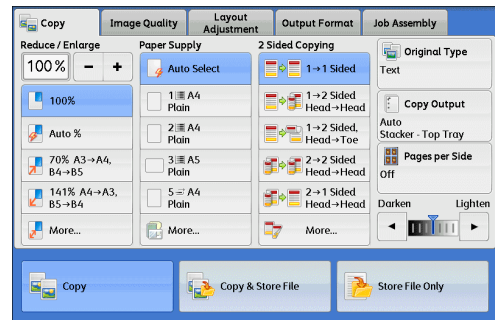 Copy
Image Quality
Layout
Adjustment
Output Format
Job Assembly
Reduce / Enlarge
100%
-
+
100%
Auto %
70% A3→A4,
B4→B5
141% A4→A3,
B5→B4
More...
Paper Supply
Auto Select
1 A4
Plain
2 A4
Plain
3 A5
Plain
5 A4
Plain
More...
2 Sided Copying
1→1 Sided
1→2 Sided
Head→Head
1→2 Sided,
Head→Toe
2→2 Sided
Head→Head
2→1 Sided
Head→Head
More...
Original Type
Text
Copy Output
Auto
Stacker - Top Tray
Pages per Side
Off
Darken
Lighten
Copy
Copy & Store File
Store File Only